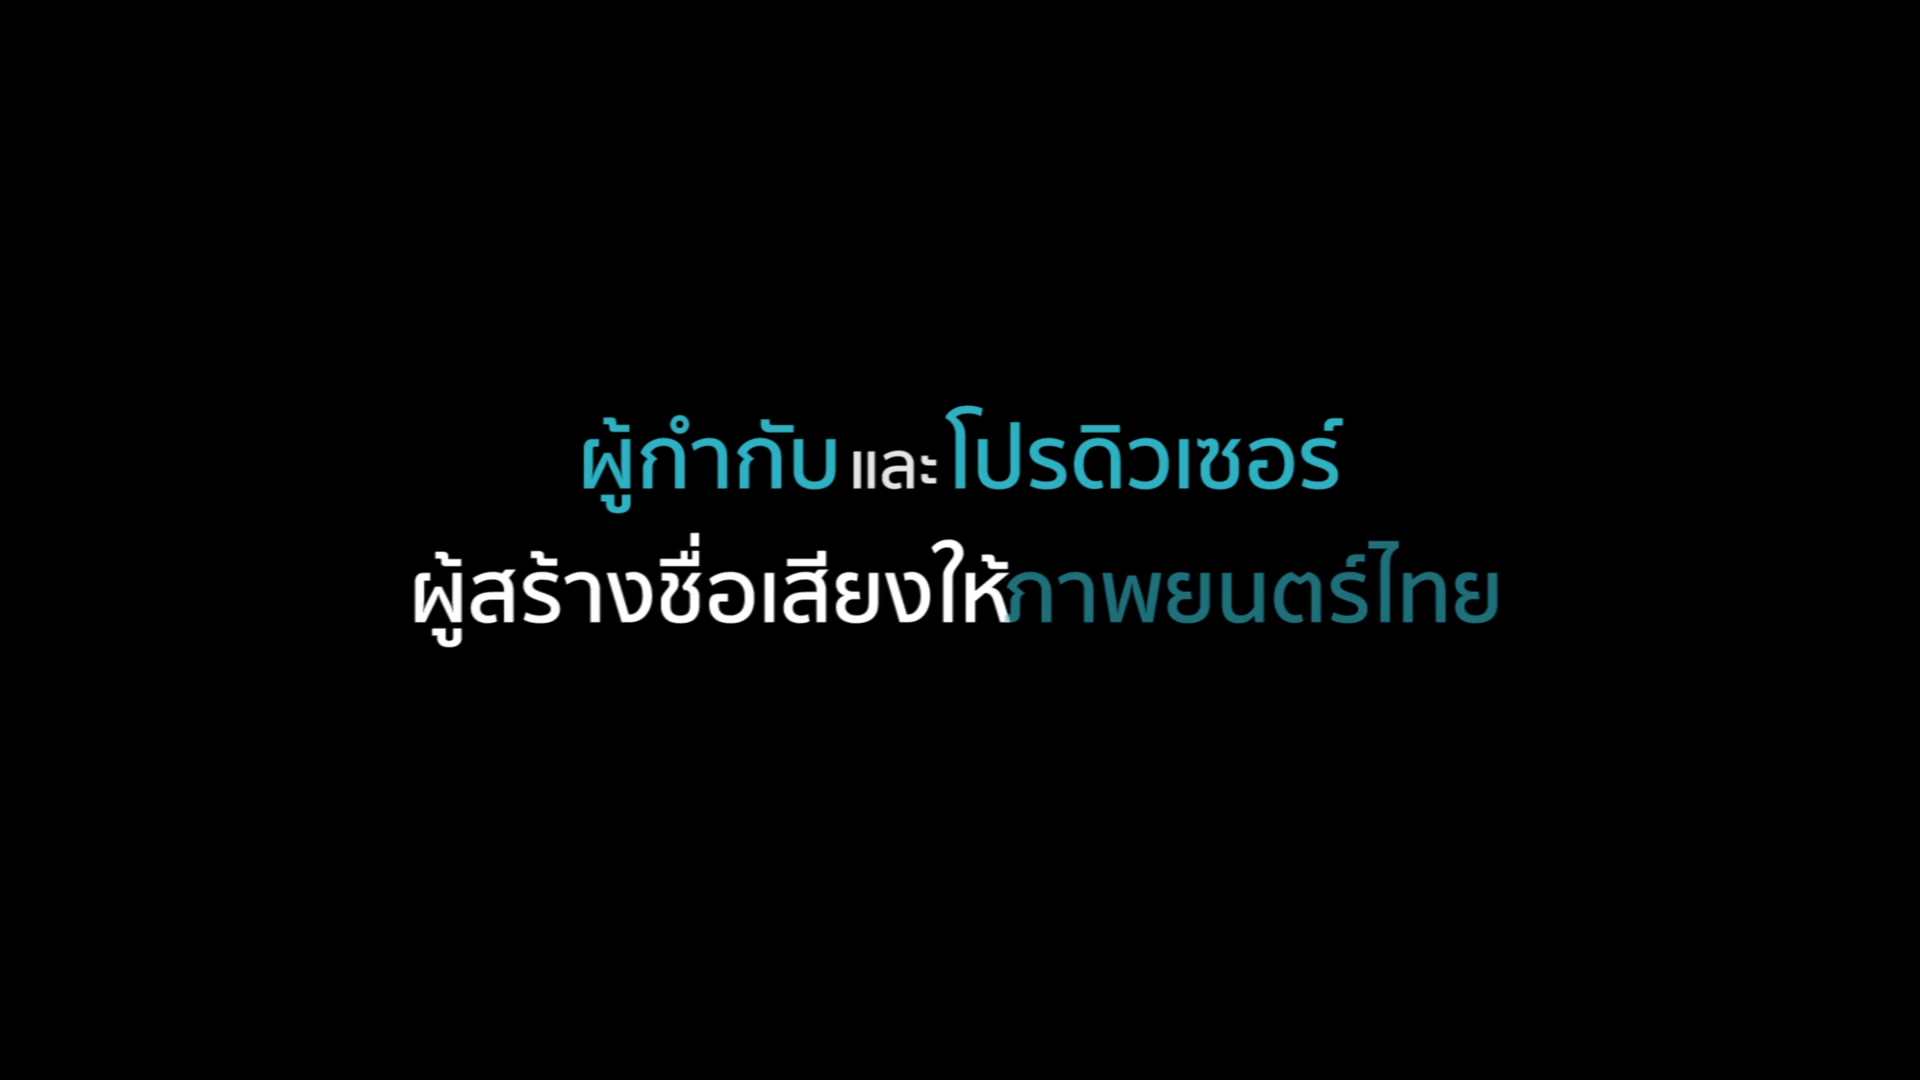 ผู้กำกับ และ โปรดิวเซอร์
ผู้สร้างชื่อเสียงให้ภาพยนตร์ไทย